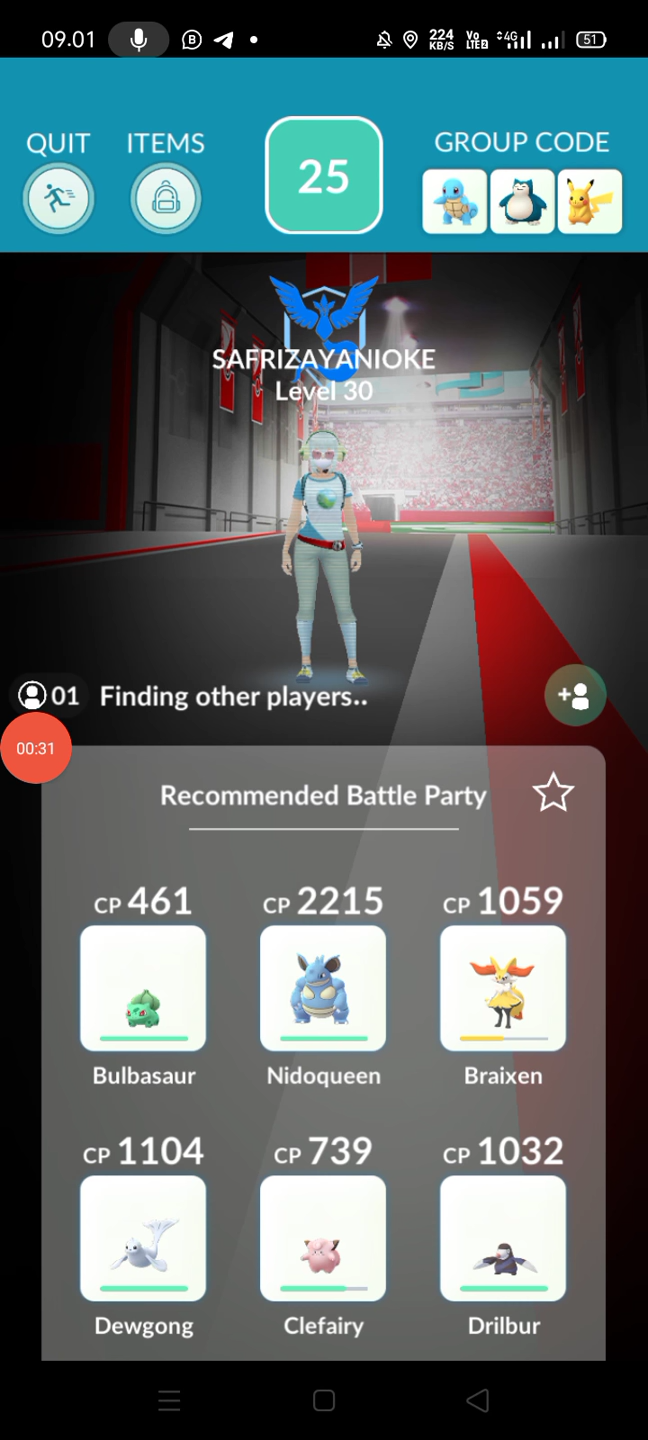 09.01
B
224
KB/S
Vo
LTE2
4G
51
QUIT
ITEMS
25
GROUP CODE
SAFRIZAYANIOKE
Level 30
01
Finding other players..
00:31
Recommended Battle Party
CP 461
CP 2215
CP 1059
Bulbasaur
Nidoqueen
Braixen
CP 1104
CP 739
CP 1032
Dewgong
Clefairy
Drilbur